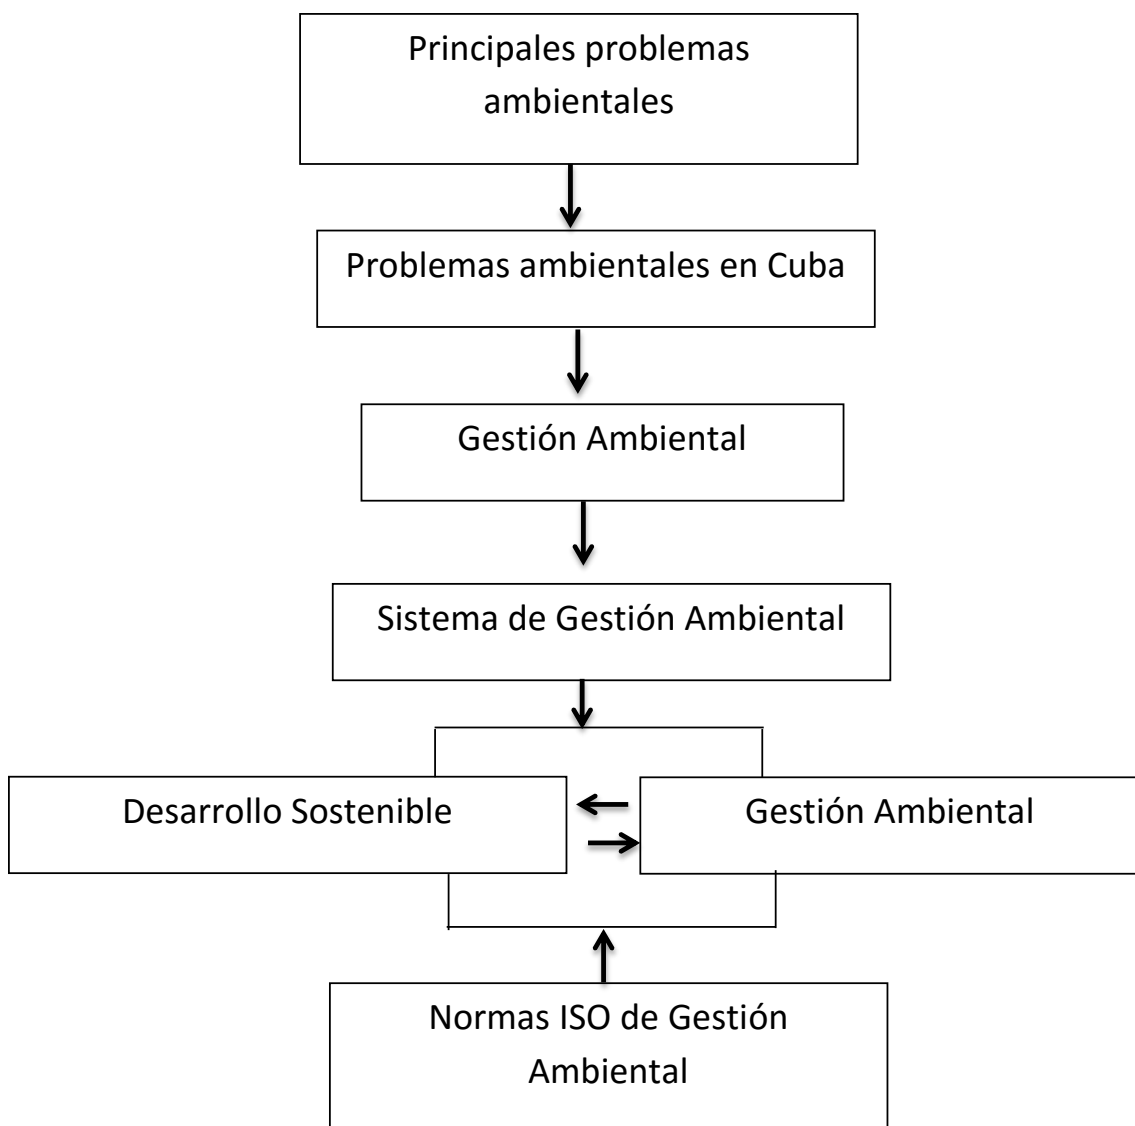 Principales problemas
ambientales
Problemas ambientales en Cuba
Gestión Ambiental
Sistema de Gestión Ambiental
Desarrollo Sostenible
Gestión Ambiental
Normas ISO de Gestión
Ambiental